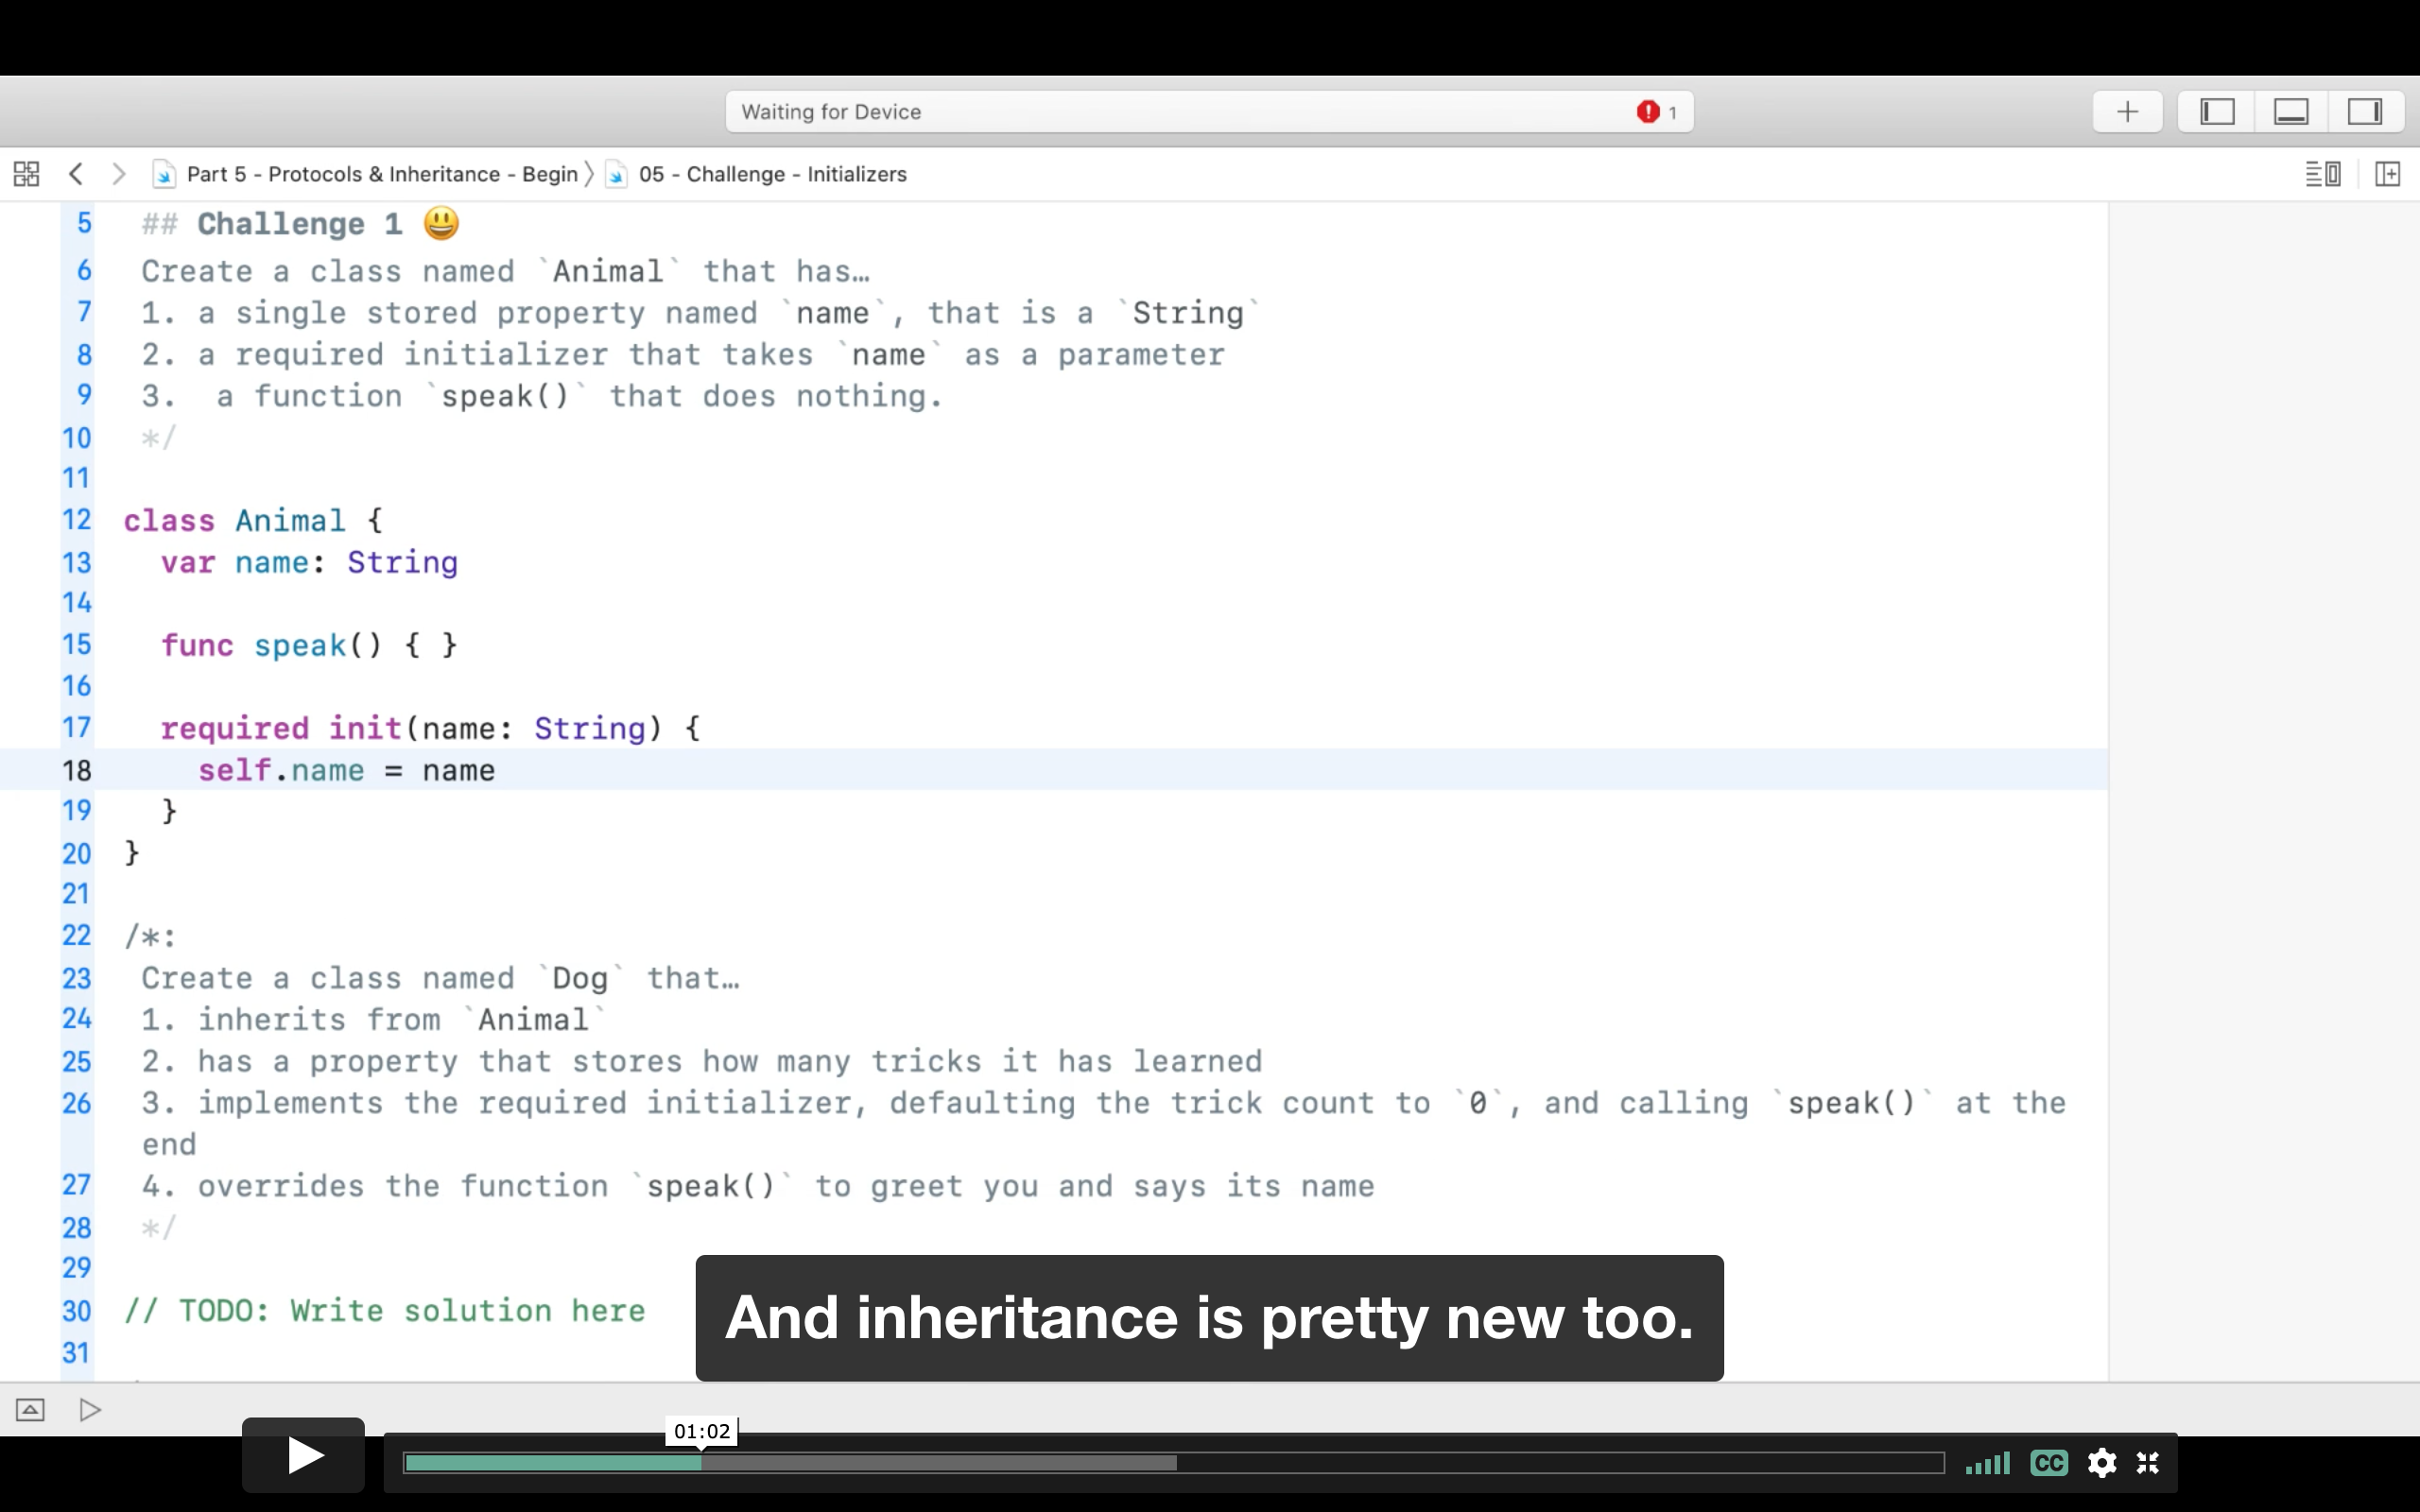 Waiting for Device 1
Part 5 - Protocols & Inheritance - Begin 05 - Challenge - Initializers
5 ## Challenge 1 😃
6 Create a class named `Animal` that has…
7 1. a single stored property named `name`, that is a `String`
8 2. a required initializer that takes `name` as a parameter
9 3.  a function `speak()` that does nothing.
10 */
11
12 class Animal {
13 var name: String
14
15 func speak() { }
16
17 required init(name: String) {
18 self.name = name
19 }
20 }
21
22 /*:
23 Create a class named `Dog` that…
24 1. inherits from `Animal`
25 2. has a property that stores how many tricks it has learned
26 3. implements the required initializer, defaulting the trick count to `0`, and calling `speak()` at the
end
27 4. overrides the function `speak()` to greet you and says its name
28 */
29
30 // TODO: Write solution here
31
And inheritance is pretty new too.
01:02
CC